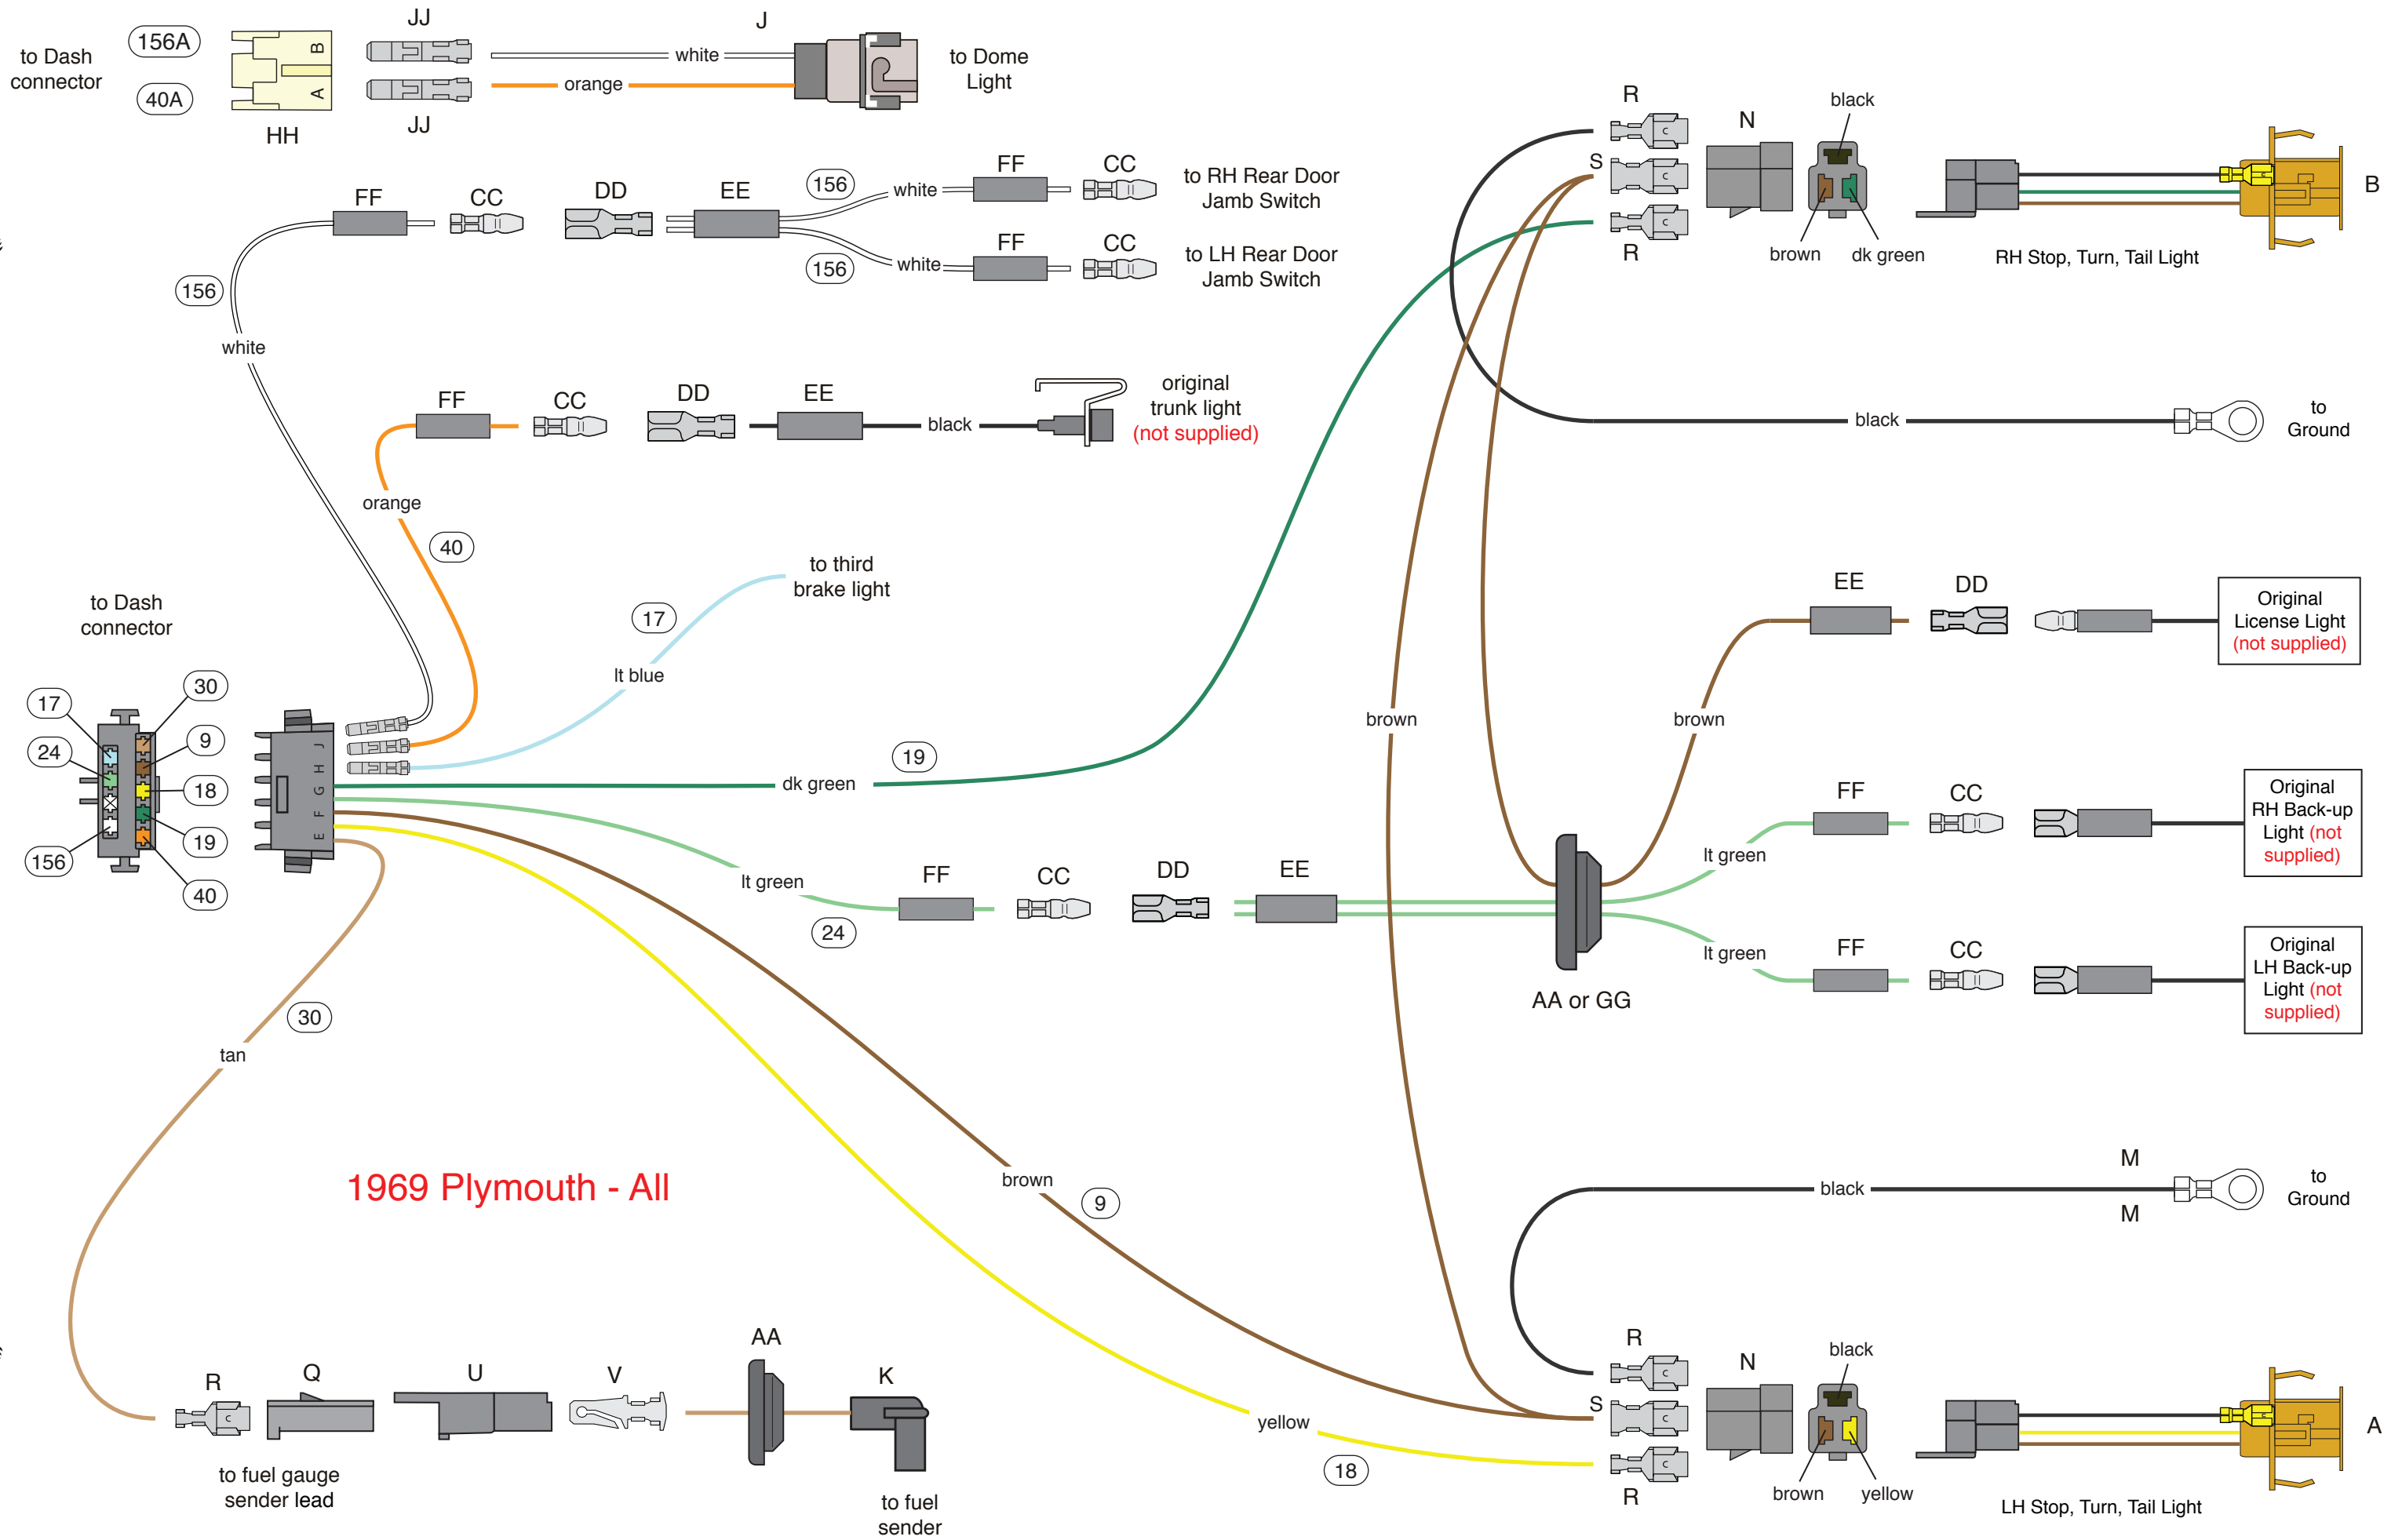 156A
40A
to Dash
connector
HH
B
A
JJ
JJ
white
orange
J
to Dome
Light
FF
CC
DD
EE
156
white
FF
CC
to RH Rear Door
Jamb Switch
156
white
FF
CC
to LH Rear Door
Jamb Switch
156
white
FF
CC
DD
EE
black
original
trunk light
(not supplied)
orange
40
to third
brake light
17
lt blue
to Dash
connector
17
24
156
30
9
18
19
40
J
H
G
F
E
dk green
19
lt green
24
FF
CC
DD
EE
AA or GG
brown
brown
R
S
R
N
black
brown
dk green
RH Stop, Turn, Tail Light
B
black
to
Ground
EE
DD
Original
License Light
(not supplied)
lt green
FF
CC
Original
RH Back-up
Light (not
supplied)
lt green
FF
CC
Original
LH Back-up
Light (not
supplied)
30
tan
1969 Plymouth - All
brown
9
yellow
18
M
black
M
to
Ground
R
S
R
N
black
brown
yellow
LH Stop, Turn, Tail Light
A
R
Q
U
V
AA
K
to fuel gauge
sender lead
to fuel
sender